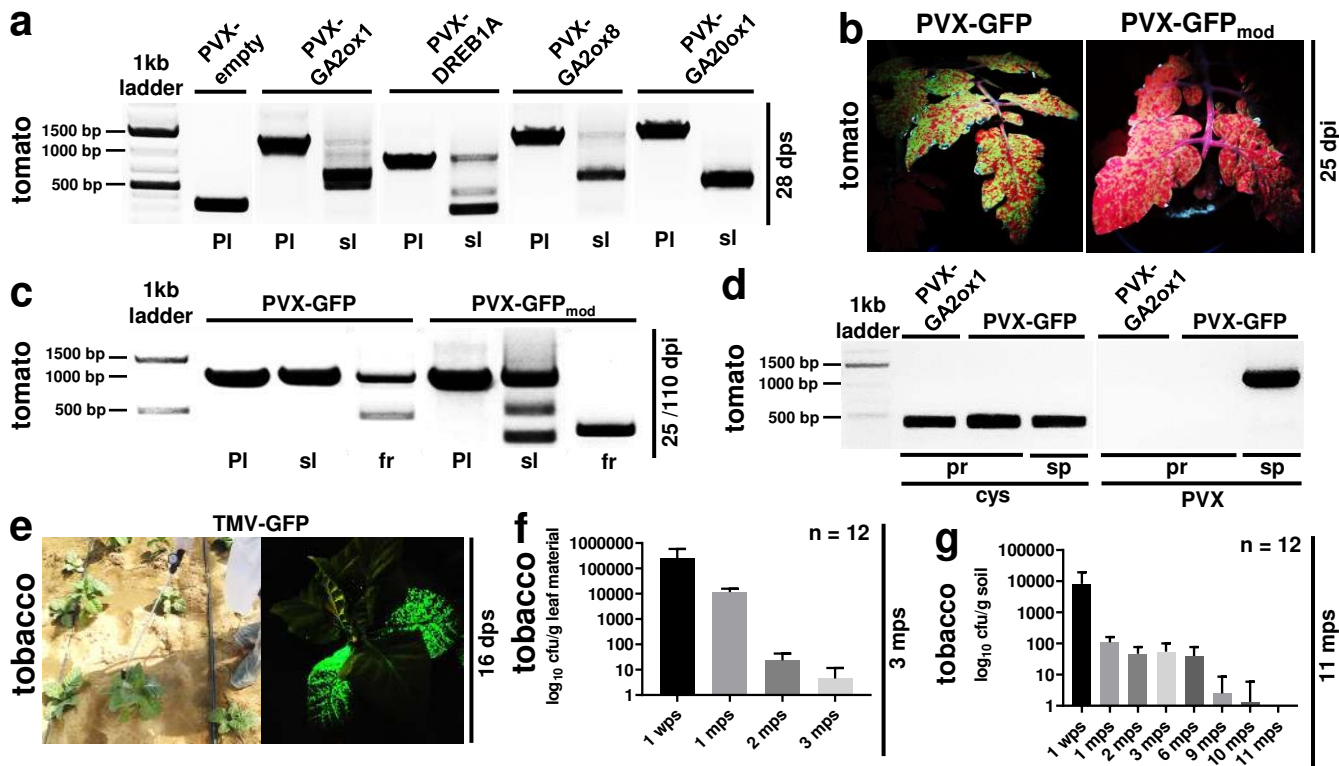 a
1kb
ladder
PVX-
empty
PVX-
GA2ox1
PVX-
DREB1A
PVX-
GA2ox8
PVX-
GA20ox1
tomato
1500 bp
1000 bp
500 bp
Pl Pl sl Pl sl Pl sl Pl sl
28 dps
b
PVX-GFP PVX-GFPmod
tomato
25 dpi
c
1kb
ladder
PVX-GFP PVX-GFPmod
tomato
1500 bp
1000 bp
500 bp
Pl sl fr Pl sl fr
25 /110 dpi
d
1kb
ladder
PVX-
GA2ox1
PVX-GFP
PVX-
GA2ox1
PVX-GFP
tomato
1500 bp
1000 bp
500 bp
pr sp pr sp
cys PVX
e
TMV-GFP
tobacco
16 dps
f
n = 12
tobacco
log10 cfu/g leaf material
1000000
100000
10000
1000
100
10
1
1 wps 1 mps 2 mps 3 mps
3 mps
g
n = 12
tobacco
log10 cfu/g soil
100000
10000
1000
100
10
1
1 wps 1 mps 2 mps 3 mps 6 mps 9 mps 10 mps 11 mps
11 mps